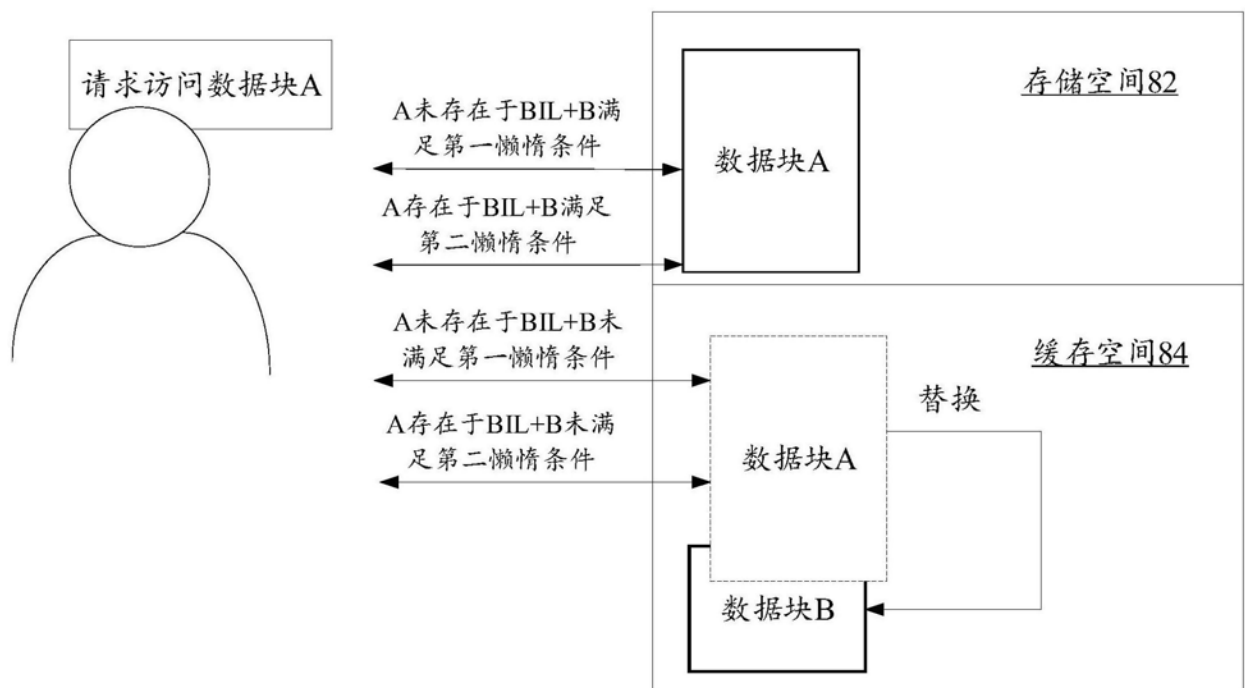 请求访问数据块A
A未存在于BIL+B满
足第一懒惰条件
A存在于BIL+B满足
第二懒惰条件
A未存在于BIL+B未
满足第一懒惰条件
A存在于BIL+B未满
足第二懒惰条件
存储空间82
数据块A
缓存空间84
替换
数据块A
数据块B